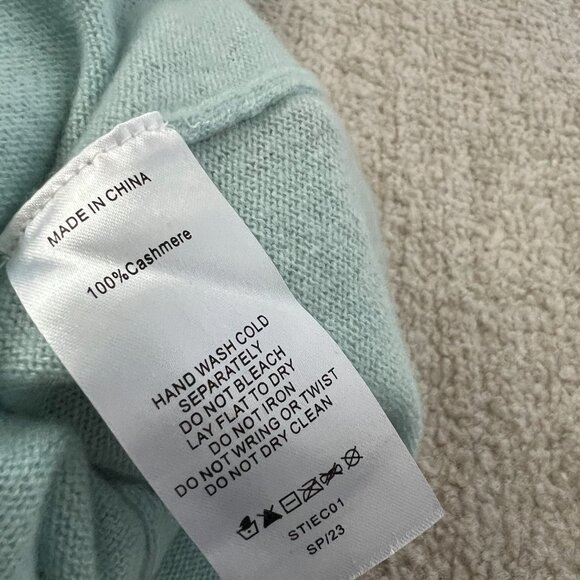 MADE IN CHINA
100%Cashmere
HAND WASH COLD
SEPARATELY
DO NOT BLEACH
LAY FLAT TO DRY
DO NOT IRON
DO NOT WRING OR TWIST
DO NOT DRY CLEAN
STIEC01
SP/23